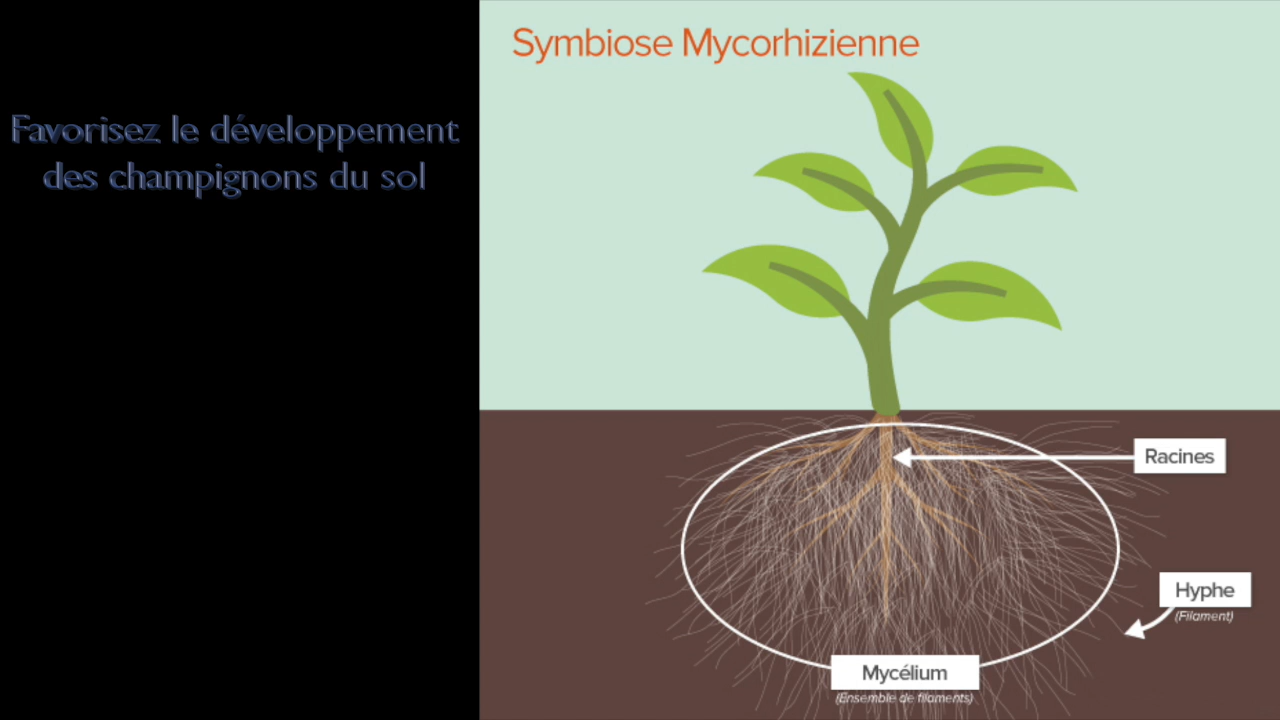 Favorisez le développement
des champignons du sol
Symbiose Mycorhizienne
Racines
Hyphe
(Filament)
Mycélium
(Ensemble de filaments)